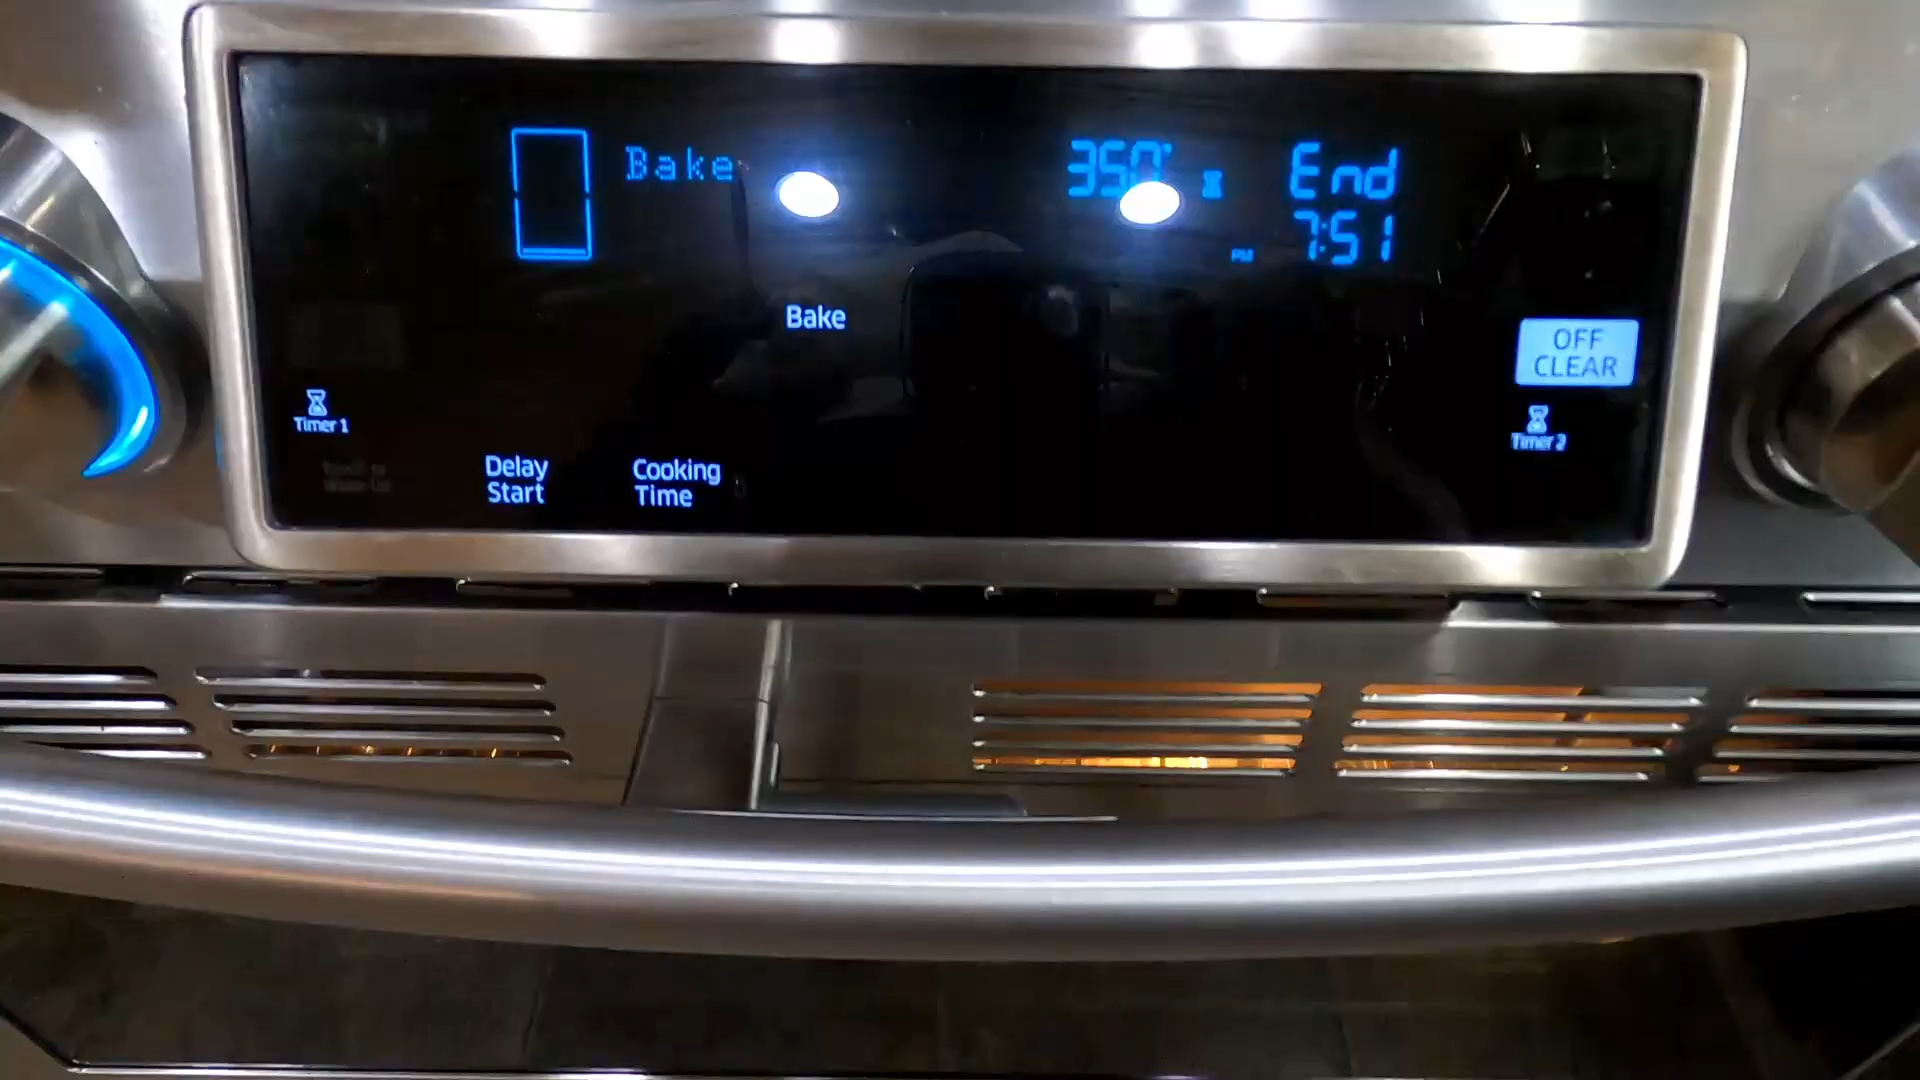 Bake
350°
End
PM 7:51
Bake
OFF
CLEAR
Timer 1
Timer 2
Delay
Start
Cooking
Time